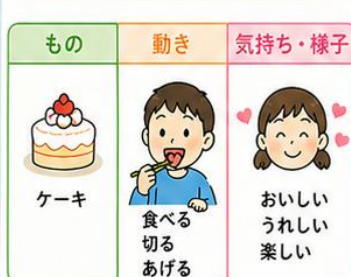 もの
動き
気持ち・様子
ケーキ
食べる
切る
あげる
おいしい
うれしい
楽しい